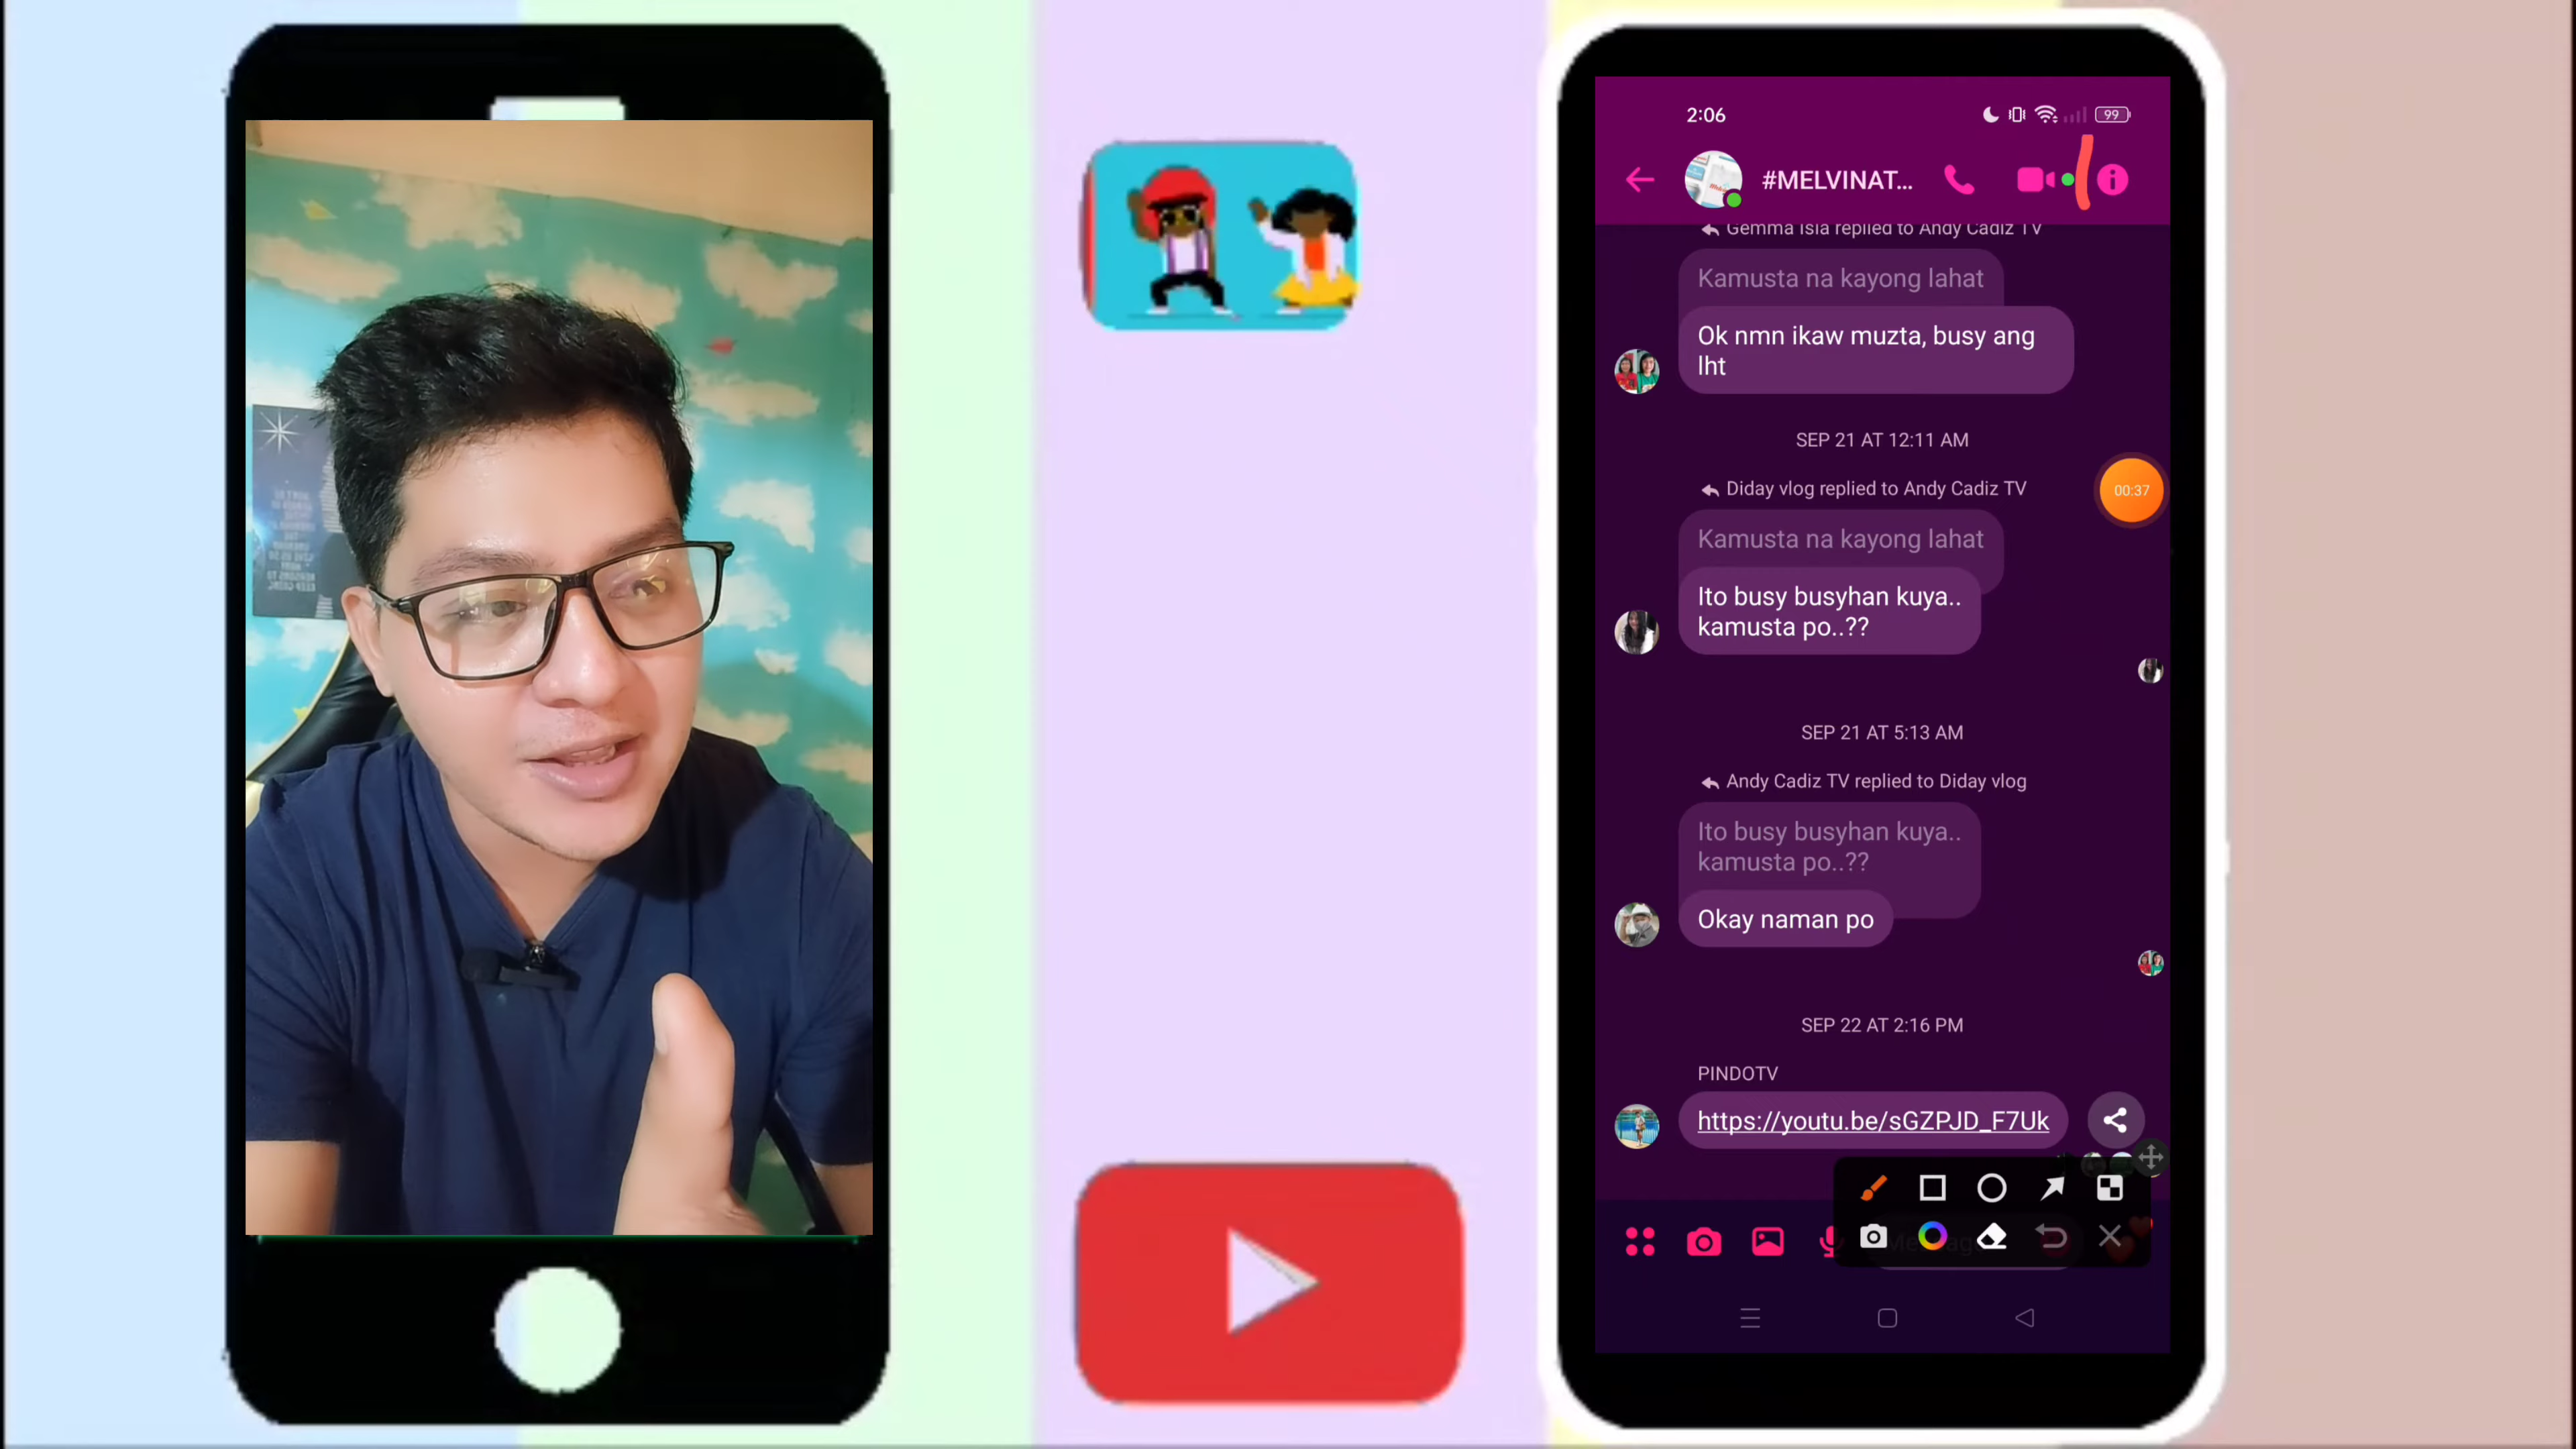 2:06
99
#MELVINAT...
Gemma Isla replied to Andy Cadiz TV
Kamusta na kayong lahat
Ok nmn ikaw muzta, busy ang
lht
SEP 21 AT 12:11 AM
Diday vlog replied to Andy Cadiz TV
00:37
Kamusta na kayong lahat
Ito busy busyhan kuya..
kamusta po..??
SEP 21 AT 5:13 AM
Andy Cadiz TV replied to Diday vlog
Ito busy busyhan kuya..
kamusta po..??
Okay naman po
SEP 22 AT 2:16 PM
PINDOTV
https://youtu.be/sGZPJD_F7Uk